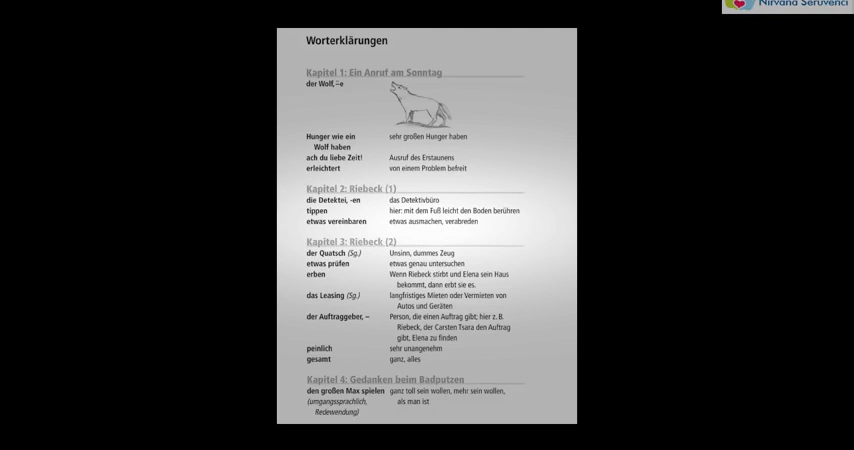 Nirvana Serüvenci
Worterklärungen
Kapitel 1: Ein Anruf am Sonntag
der Wolf, ⸚e
Hunger wie ein sehr großen Hunger haben
Wolf haben
ach du liebe Zeit! Ausruf des Erstaunens
erleichtert von einem Problem befreit
Kapitel 2: Riebeck (1)
die Detektei, -en das Detektivbüro
tippen hier: mit dem Fuß leicht den Boden berühren
etwas vereinbaren etwas ausmachen, verabreden
Kapitel 3: Riebeck (2)
der Quatsch (Sg.) Unsinn, dummes Zeug
etwas prüfen etwas genau untersuchen
erben Wenn Riebeck stirbt und Elena sein Haus
bekommt, dann erbt sie es.
das Leasing (Sg.) langfristiges Mieten oder Vermieten von
Autos und Geräten
der Auftraggeber, – Person, die einen Auftrag gibt; hier z. B.
Riebeck, der Carsten Tsara den Auftrag
gibt, Elena zu finden
peinlich sehr unangenehm
gesamt ganz, alles
Kapitel 4: Gedanken beim Badputzen
den großen Max spielen ganz toll sein wollen, mehr sein wollen,
(umgangssprachlich, als man ist
Redewendung)